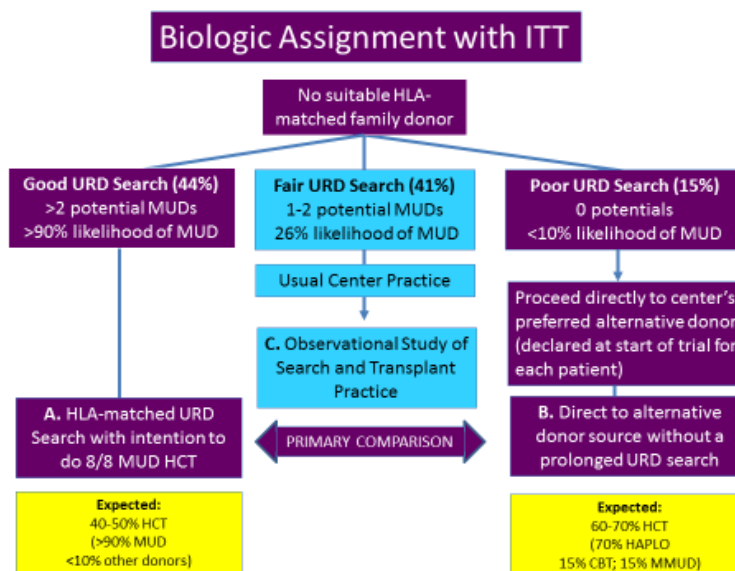 Biologic Assignment with ITT
No suitable HLA-
matched family donor
Good URD Search (44%)
>2 potential MUDs
>90% likelihood of MUD
Fair URD Search (41%)
1-2 potential MUDs
26% likelihood of MUD
Poor URD Search (15%)
0 potentials
<10% likelihood of MUD
Usual Center Practice
Proceed directly to center's
preferred alternative donor
(declared at start of trial for
each patient)
C. Observational Study of
Search and Transplant
Practice
A. HLA-matched URD
Search with intention to
do 8/8 MUD HCT
PRIMARY COMPARISON
B. Direct to alternative
donor source without a
prolonged URD search
Expected:
40-50% HCT
(>90% MUD
<10% other donors)
Expected:
60-70% HCT
(70% HAPLO
15% CBT; 15% MMUD)